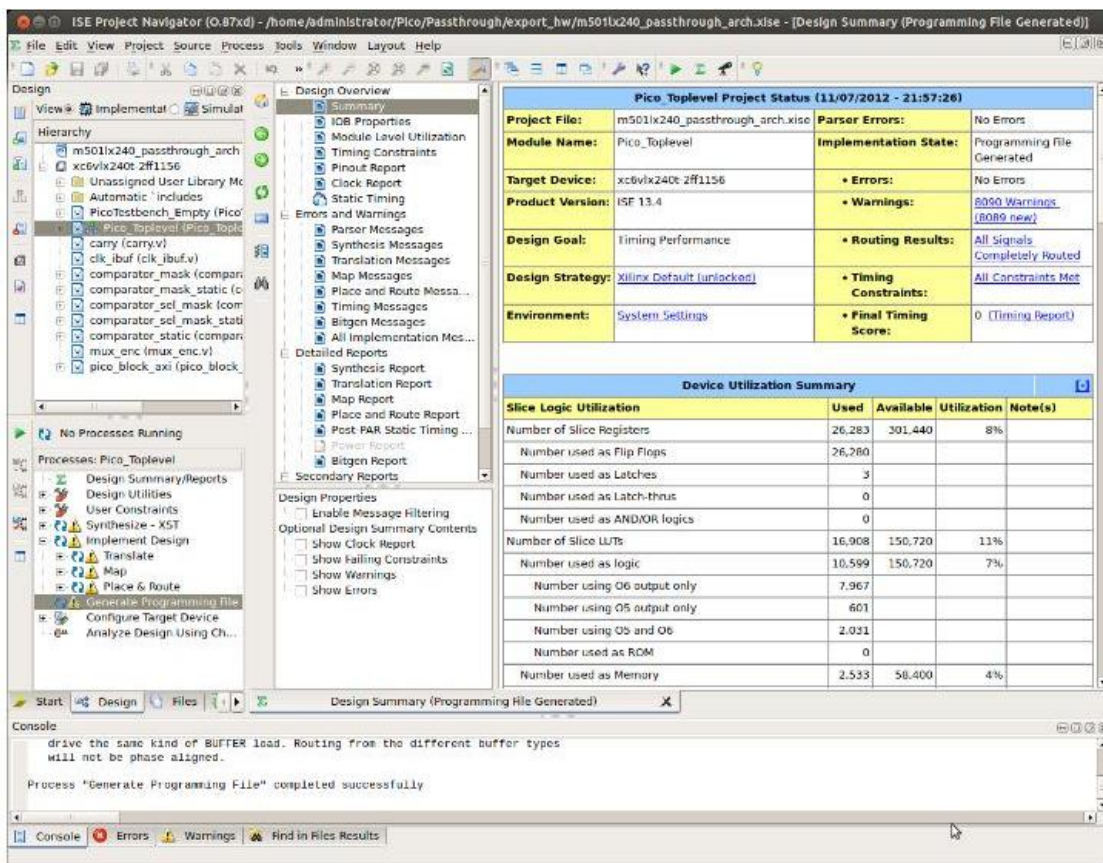 ISE Project Navigator (O.87xd) - /home/administrator/Pico/Passthrough/export_hw/m501lx240_passthrough_arch.xise - [Design Summary (Programming File Generated)]
File Edit View Project Source Process Tools Window Layout Help
Design
View Implementat Simulat
Hierarchy
m501lx240_passthrough_arch
xc6vlx240t-2ff1156
Unassigned User Library Mo
Automatic `includes
PicoTestbench_Empty (Pico
Pico_Toplevel (Pico_Tople
carry (carry.v)
clk_ibuf (clk_ibuf.v)
comparator_mask (compara
comparator_mask_static (c
comparator_sel_mask (com
comparator_sel_mask_stati
comparator_static (compara
mux_enc (mux_enc.v)
pico_block_axi (pico_block_
No Processes Running
Processes: Pico_Toplevel
Design Summary/Reports
Design Utilities
User Constraints
Synthesize - XST
Implement Design
Translate
Map
Place & Route
Generate Programming File
Configure Target Device
Analyze Design Using Ch...
Start Design Files
Design Overview
Summary
IOB Properties
Module Level Utilization
Timing Constraints
Pinout Report
Clock Report
Static Timing
Errors and Warnings
Parser Messages
Synthesis Messages
Translation Messages
Map Messages
Place and Route Messa...
Timing Messages
Bitgen Messages
All Implementation Mes...
Detailed Reports
Synthesis Report
Translation Report
Map Report
Place and Route Report
Post-PAR Static Timing ...
Power Report
Bitgen Report
Secondary Reports
Design Properties
Enable Message Filtering
Optional Design Summary Contents
Show Clock Report
Show Failing Constraints
Show Warnings
Show Errors
Pico_Toplevel Project Status (11/07/2012 - 21:57:26)
Project File: m501lx240_passthrough_arch.xise Parser Errors: No Errors
Module Name: Pico_Toplevel Implementation State: Programming File Generated
Target Device: xc6vlx240t-2ff1156 • Errors: No Errors
Product Version: ISE 13.4 • Warnings: 8090 Warnings (8089 new)
Design Goal: Timing Performance • Routing Results: All Signals Completely Routed
Design Strategy: Xilinx Default (unlocked) • Timing Constraints: All Constraints Met
Environment: System Settings • Final Timing Score: 0 (Timing Report)
Device Utilization Summary [-]
Slice Logic Utilization Used Available Utilization Note(s)
Number of Slice Registers 26,283 301,440 8%
Number used as Flip Flops 26,280
Number used as Latches 3
Number used as Latch-thrus 0
Number used as AND/OR logics 0
Number of Slice LUTs 16,908 150,720 11%
Number used as logic 10,599 150,720 7%
Number using O6 output only 7,967
Number using O5 output only 601
Number using O5 and O6 2,031
Number used as ROM 0
Number used as Memory 2,533 58,400 4%
Design Summary (Programming File Generated)
Console
drive the same kind of BUFFER load. Routing from the different buffer types
will not be phase aligned.
Process "Generate Programming File" completed successfully
Console Errors Warnings Find in Files Results